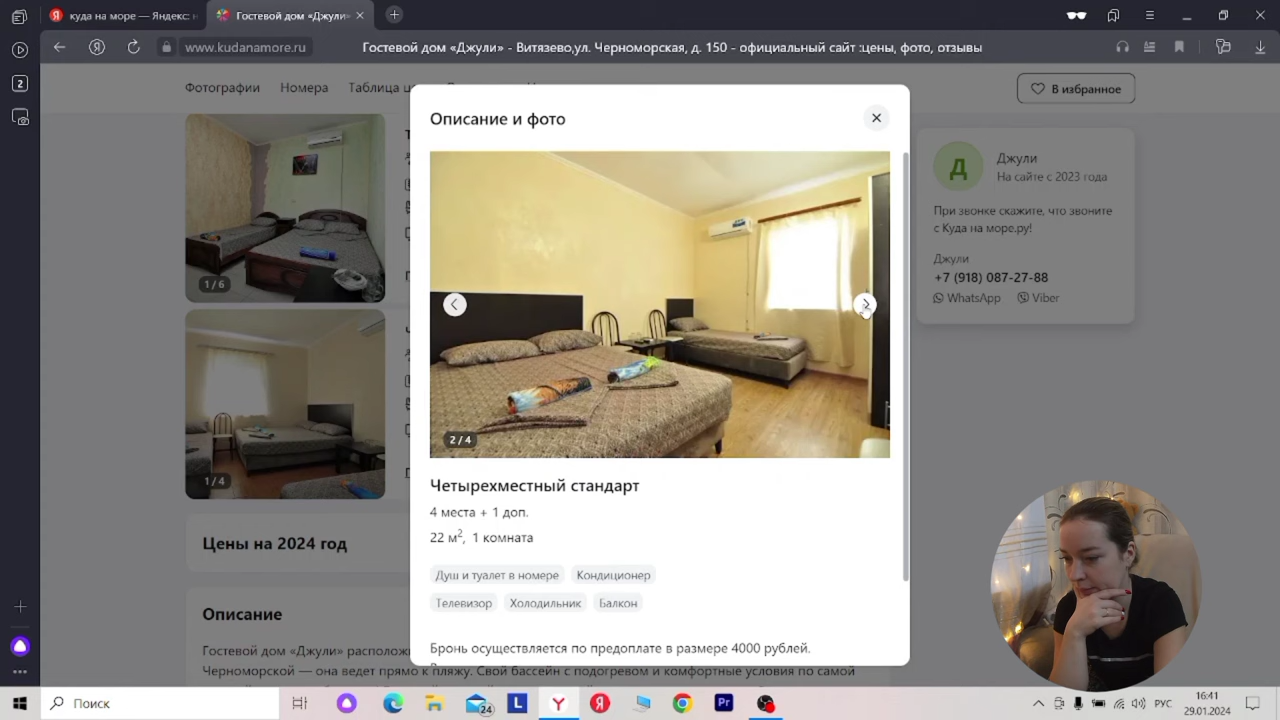 куда на море — Яндекс: н
Гостевой дом «Джули»
www.kudanamore.ru
Гостевой дом «Джули» - Витязево,ул. Черноморская, д. 150 - официальный сайт :цены, фото, отзывы
2
Фотографии
Номера
Таблица ц
В избранное
Описание и фото
1 / 6
1 / 4
2 / 4
Четырехместный стандарт
4 места + 1 доп.
22 м², 1 комната
Душ и туалет в номере
Кондиционер
Телевизор
Холодильник
Балкон
Бронь осуществляется по предоплате в размере 4000 рублей.
Д
Джули
На сайте с 2023 года
При звонке скажите, что звоните
с Куда на море.ру!
Джули
+7 (918) 087-27-88
WhatsApp
Viber
Цены на 2024 год
Описание
Гостевой дом «Джули» располож
Черноморской — она ведет прямо к пляжу. Свой бассейн с подогревом и комфортные условия по самой
Поиск
24
L
Y
Я
Pr
РУС
16:41
29.01.2024